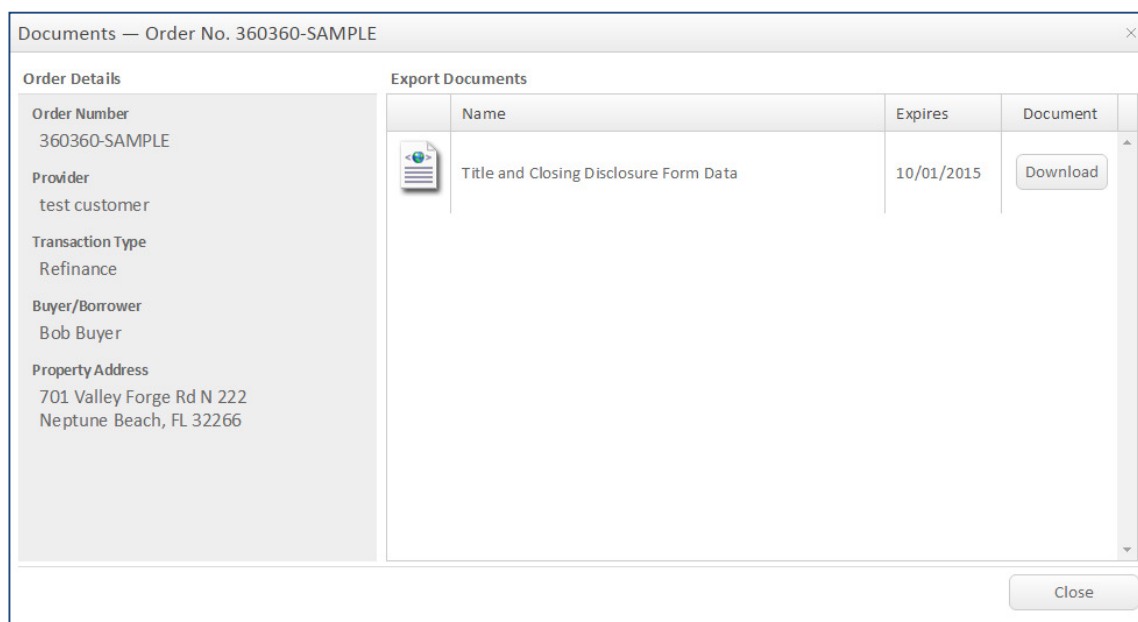 Documents — Order No. 360360-SAMPLE
Order Details
Order Number
360360-SAMPLE
Provider
test customer
Transaction Type
Refinance
Buyer/Borrower
Bob Buyer
Property Address
701 Valley Forge Rd N 222
Neptune Beach, FL 32266
Export Documents
Name Expires Document
Title and Closing Disclosure Form Data 10/01/2015 Download
Close